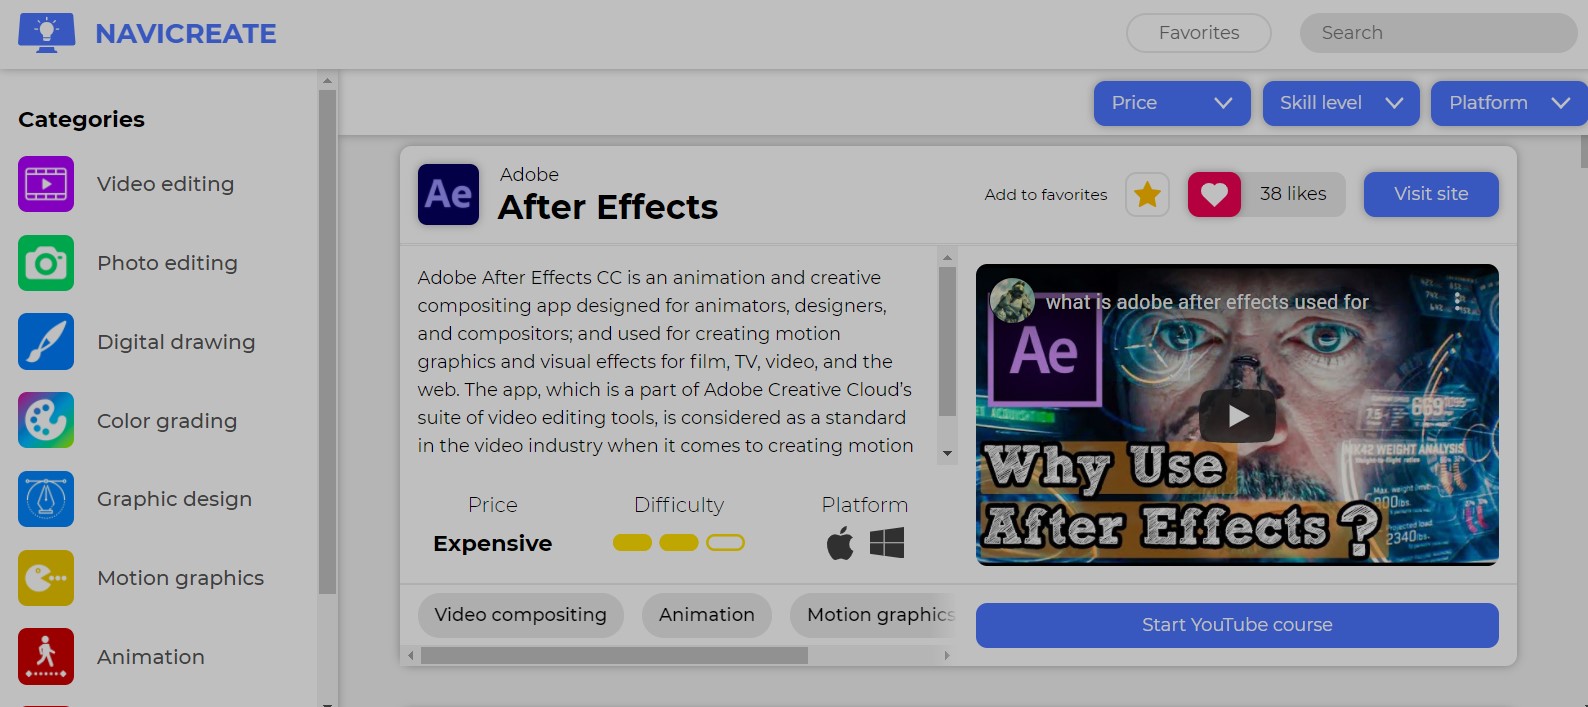 NAVICREATE
Favorites
Search
Price
Skill level
Platform
Categories
Video editing
Photo editing
Digital drawing
Color grading
Graphic design
Motion graphics
Animation
Ae
Adobe
After Effects
Add to favorites
38 likes
Visit site
Adobe After Effects CC is an animation and creative
compositing app designed for animators, designers,
and compositors; and used for creating motion
graphics and visual effects for film, TV, video, and the
web. The app, which is a part of Adobe Creative Cloud's
suite of video editing tools, is considered as a standard
in the video industry when it comes to creating motion
Price
Expensive
Difficulty
Platform
Video compositing
Animation
Motion graphics
what is adobe after effects used for
Ae
669
WEIGHT ANALYSIS
Why Use
After Effects?
2340lbs.
Start YouTube course